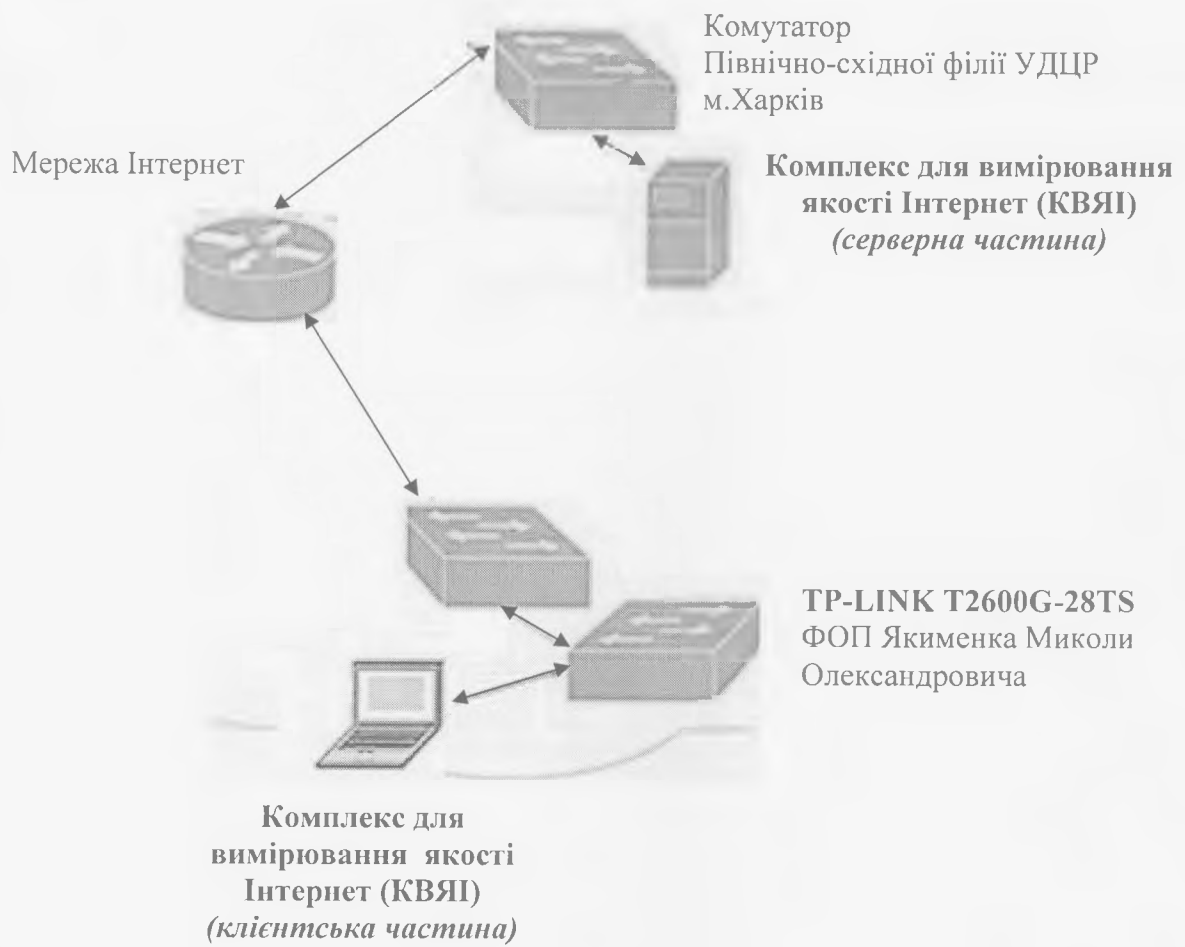 Комутатор
Північно-східної філії УДЦР
м.Харків
Мережа Інтернет
Комплекс для вимірювання
якості Інтернет (КВЯІ)
(серверна частина)
TP-LINK T2600G-28TS
ФОП Якименка Миколи
Олександровича
Комплекс для
вимірювання якості
Інтернет (КВЯІ)
(клієнтська частина)